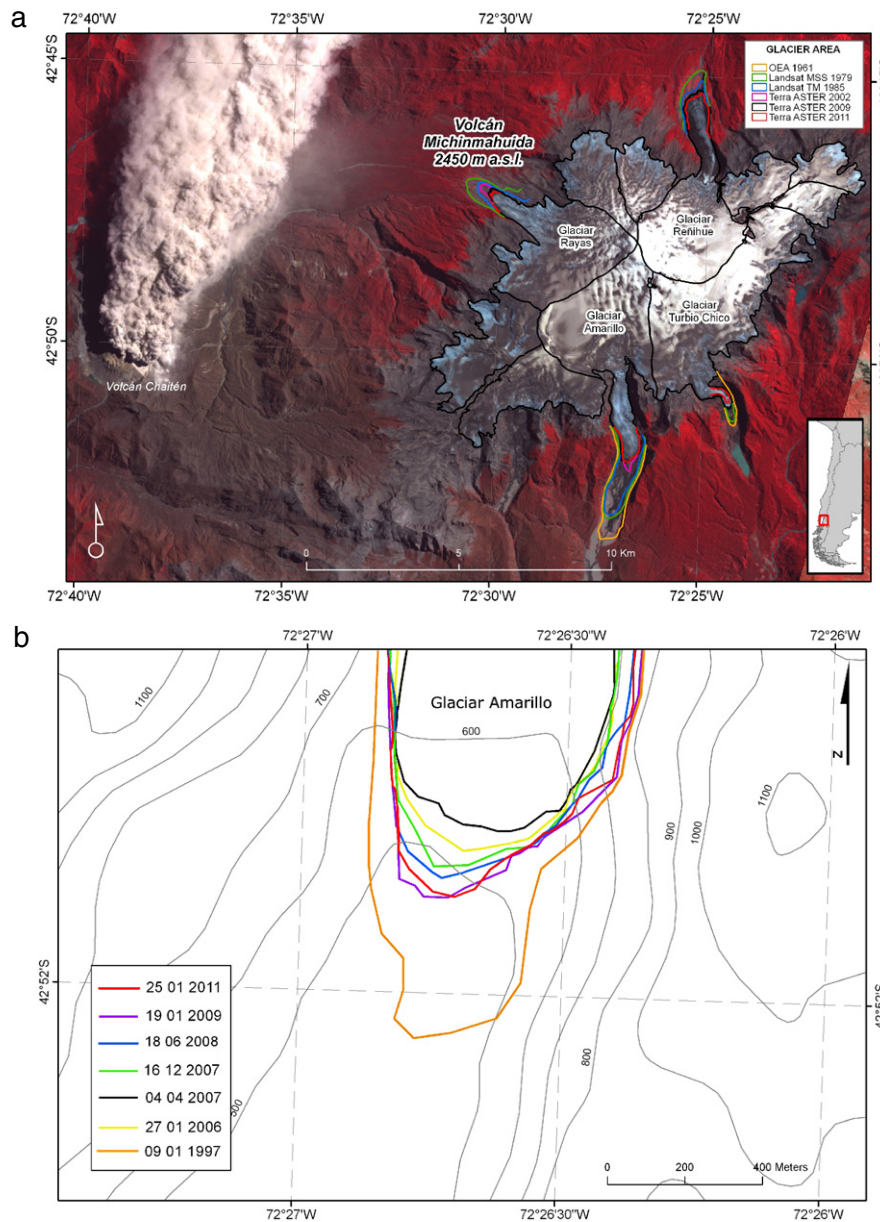 a
72°40'W 72°35'W 72°30'W 72°25'W
42°45'S
GLACIER AREA
OEA 1961
Landsat MSS 1979
Landsat TM 1985
Terra ASTER 2002
Terra ASTER 2009
Terra ASTER 2011
Volcán
Michinmahuida
2450 m a.s.l.
Glaciar
Rayas
Glaciar
Reñihue
Glaciar
Amarillo
Glaciar
Turbio Chico
42°50'S
Volcán Chaitén
0 5 10 Km
72°40'W 72°35'W 72°30'W 72°25'W
b
72°27'W 72°26'30"W 72°26'W
1100
700
Glaciar Amarillo
600
N
1100
900
1000
42°52'S
25 01 2011
19 01 2009
18 06 2008
16 12 2007
04 04 2007
27 01 2006
09 01 1997
500
800
0 200 400 Meters
72°27'W 72°26'30"W 72°26'W